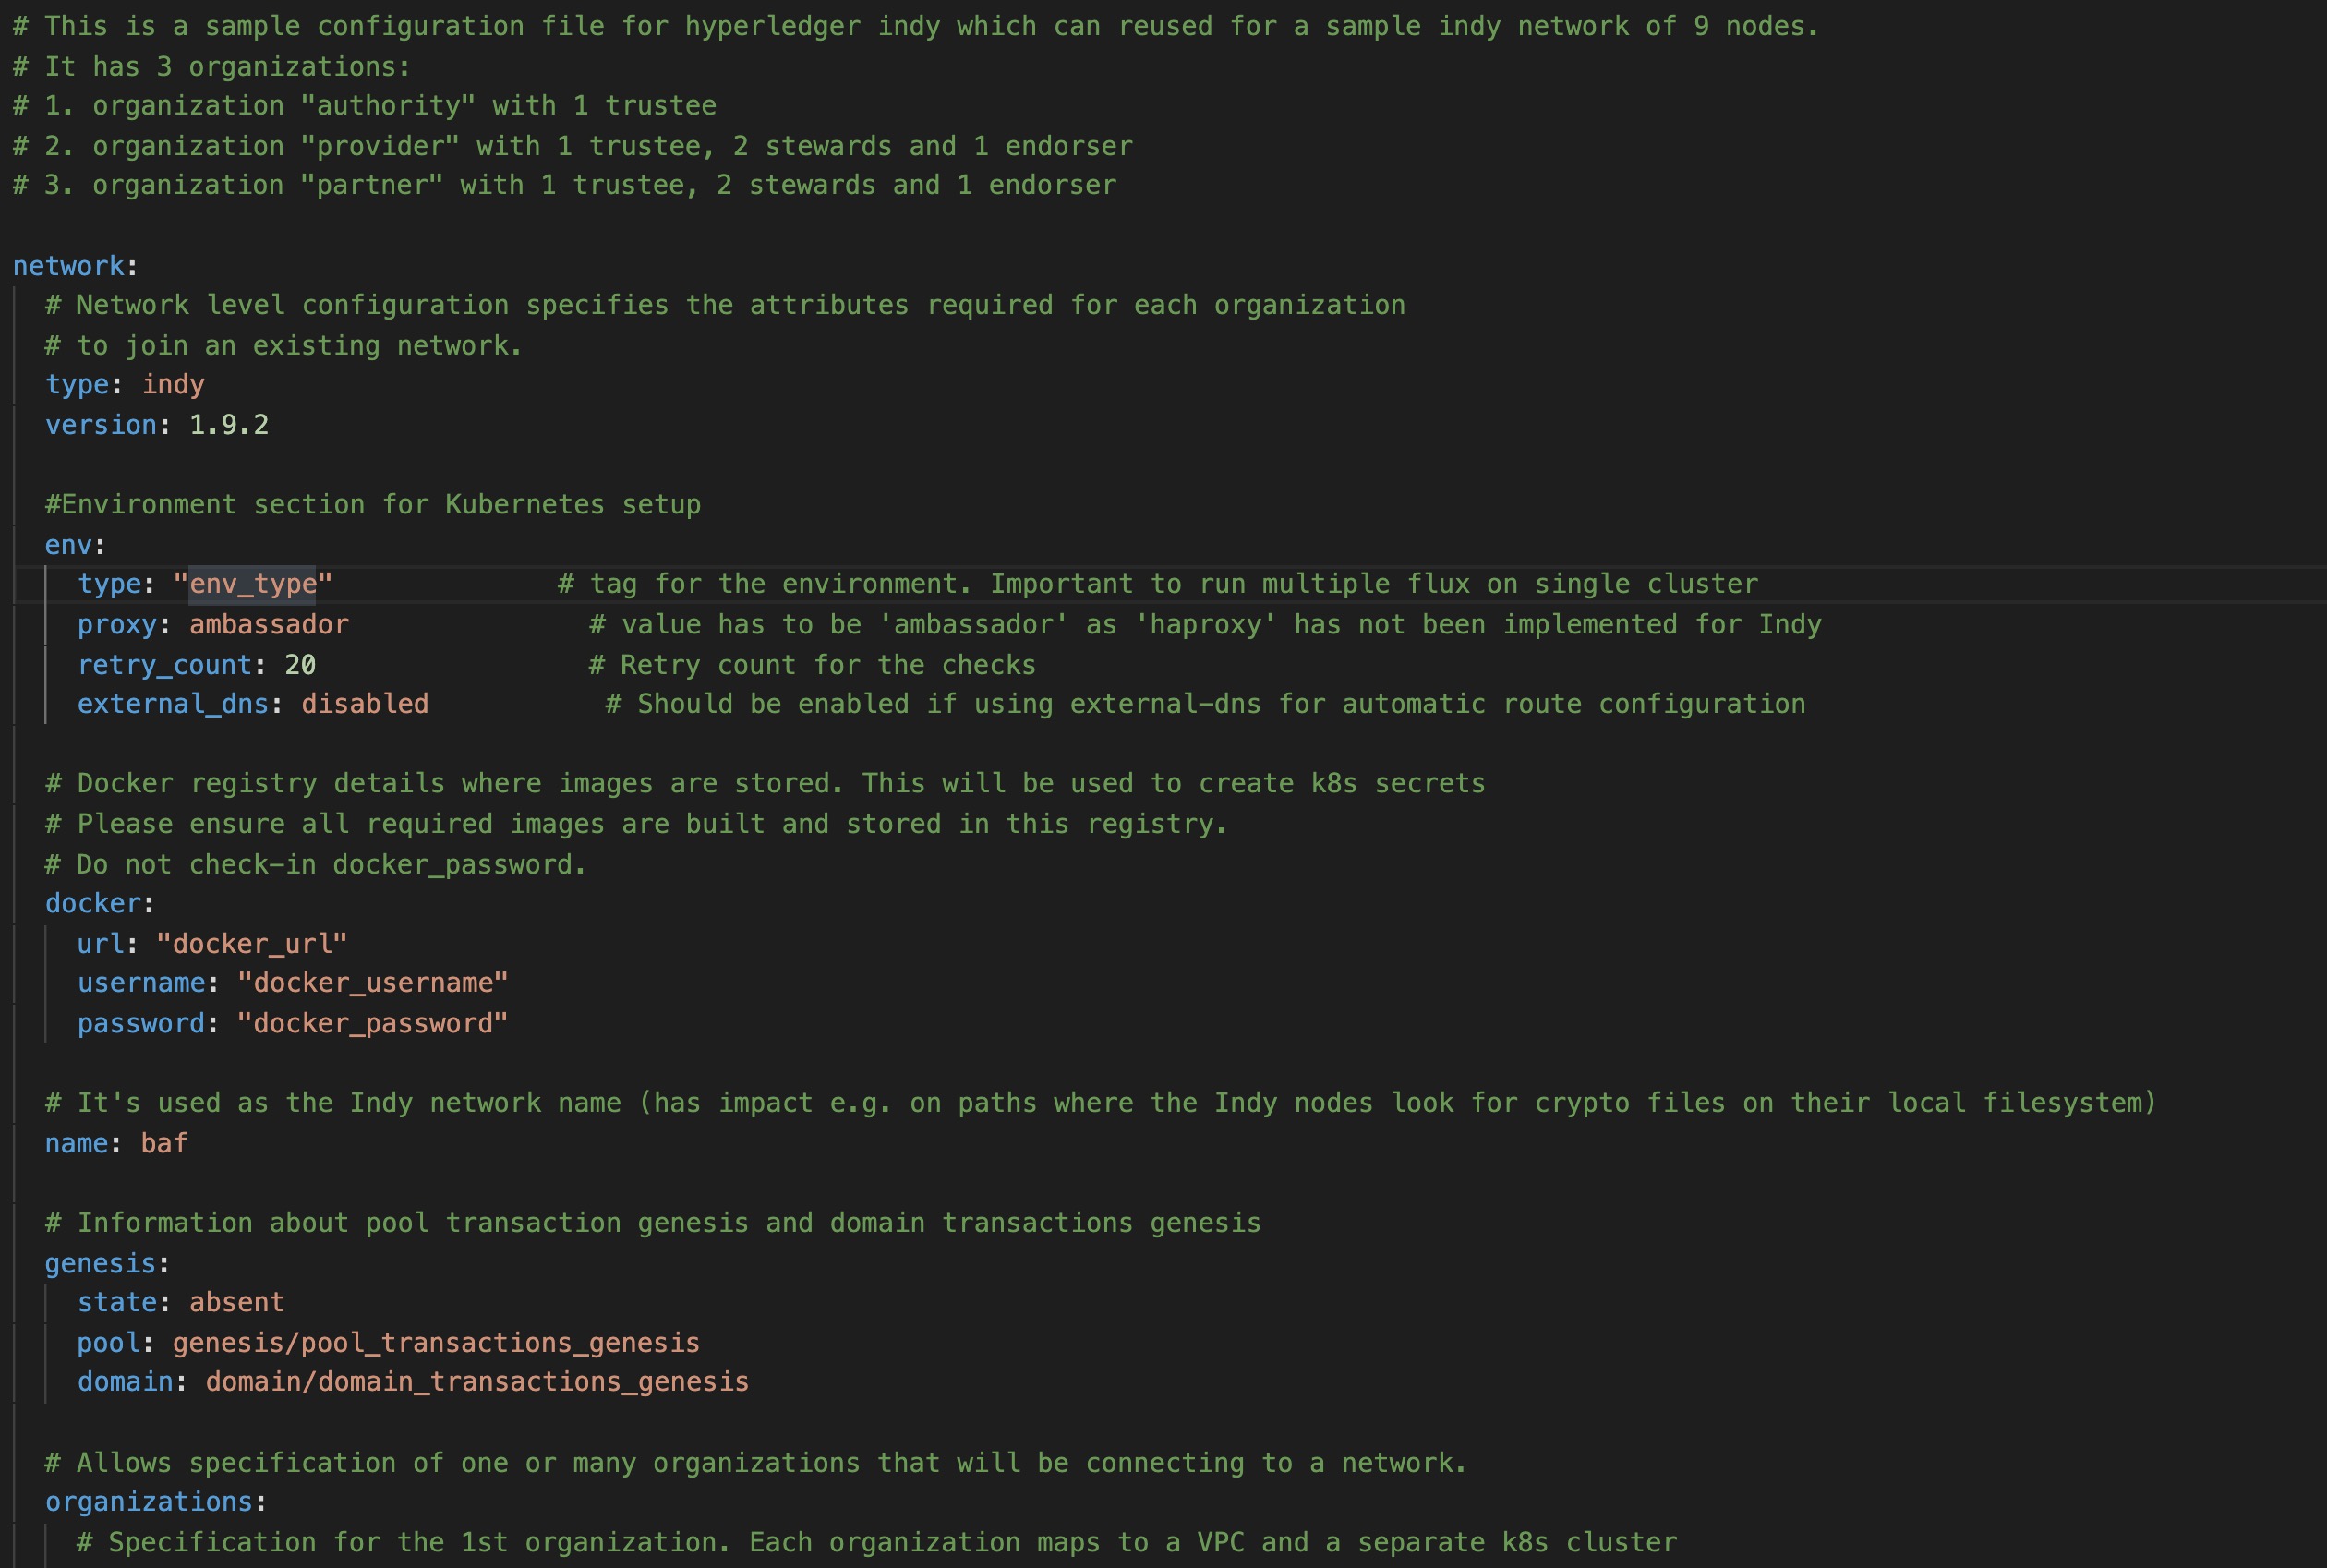 # This is a sample configuration file for hyperledger indy which can reused for a sample indy network of 9 nodes.
# It has 3 organizations:
# 1. organization "authority" with 1 trustee
# 2. organization "provider" with 1 trustee, 2 stewards and 1 endorser
# 3. organization "partner" with 1 trustee, 2 stewards and 1 endorser

network:
  # Network level configuration specifies the attributes required for each organization
  # to join an existing network.
  type: indy
  version: 1.9.2

  #Environment section for Kubernetes setup
  env:
    type: "env_type"              # tag for the environment. Important to run multiple flux on single cluster
    proxy: ambassador               # value has to be 'ambassador' as 'haproxy' has not been implemented for Indy
    retry_count: 20                 # Retry count for the checks
    external_dns: disabled           # Should be enabled if using external-dns for automatic route configuration

  # Docker registry details where images are stored. This will be used to create k8s secrets
  # Please ensure all required images are built and stored in this registry.
  # Do not check-in docker_password.
  docker:
    url: "docker_url"
    username: "docker_username"
    password: "docker_password"

  # It's used as the Indy network name (has impact e.g. on paths where the Indy nodes look for crypto files on their local filesystem)
  name: baf

  # Information about pool transaction genesis and domain transactions genesis
  genesis:
    state: absent
    pool: genesis/pool_transactions_genesis
    domain: domain/domain_transactions_genesis

  # Allows specification of one or many organizations that will be connecting to a network.
  organizations:
    # Specification for the 1st organization. Each organization maps to a VPC and a separate k8s cluster